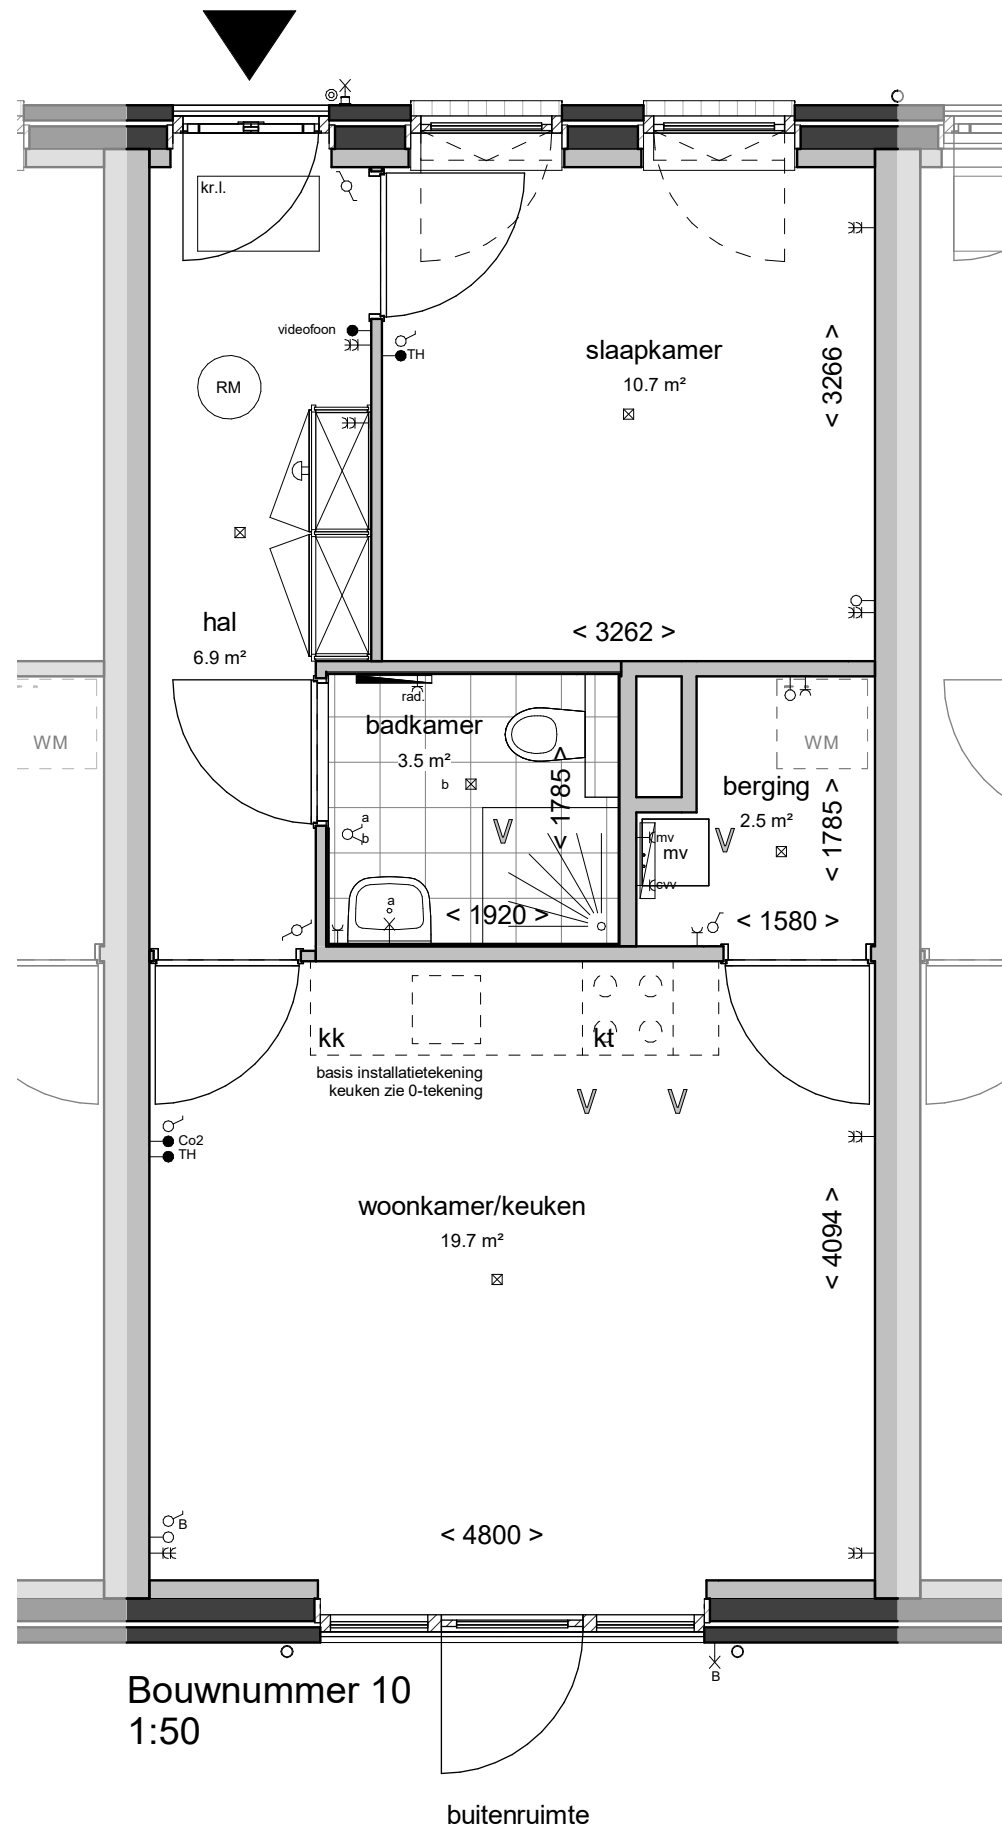 kr.l.
videofoon
TH
RM
slaapkamer
10.7 m²
< 3266 >
hal
6.9 m²
< 3262 >
rad.
badkamer
3.5 m²
b
< 1785 >
a
b
a
< 1920 >
WM
WM
berging
2.5 m²
< 1785 >
mv
mv
cvv
< 1580 >
kk
kt
basis installatietekening
keuken zie 0-tekening
Co2
TH
woonkamer/keuken
19.7 m²
< 4094 >
B
< 4800 >
B
Bouwnummer 10
1:50
buitenruimte